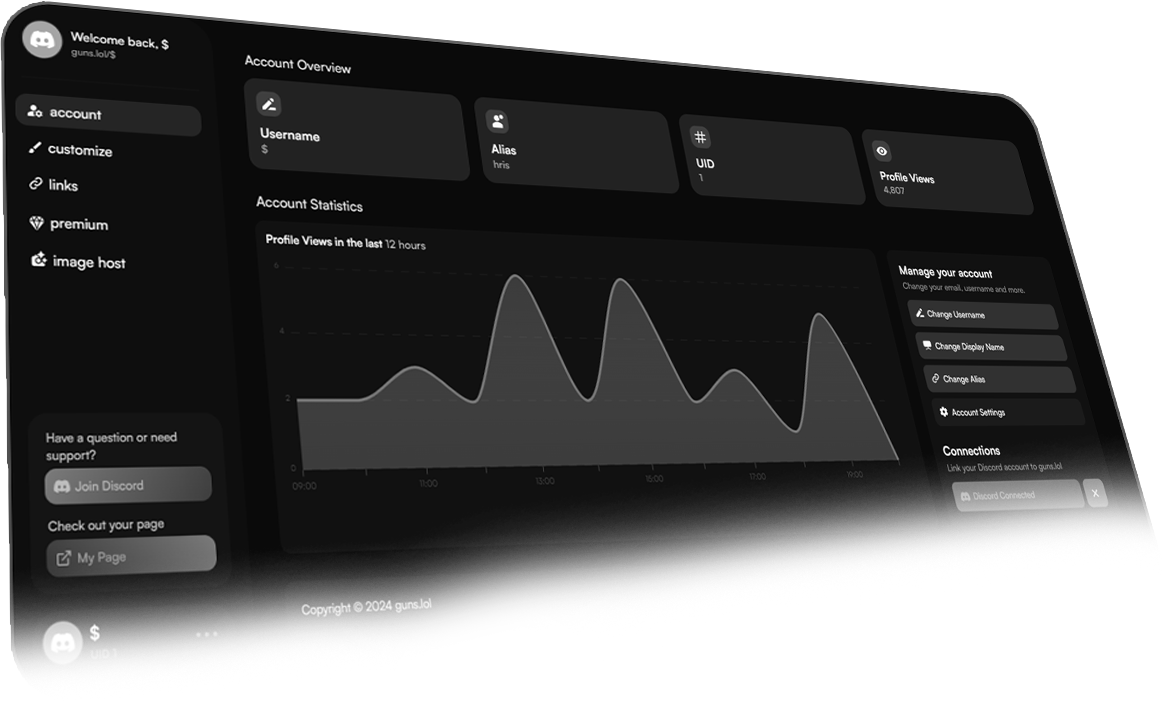 Welcome back, $
guns.lol/$
account
customize
links
premium
image host
Have a question or need
support?
Join Discord
Check out your page
My Page
$
UID 1
Account Overview
Username
$
Alias
hris
UID
1
Profile Views
4,807
Account Statistics
Profile Views in the last 12 hours
6
4
2
0
09:00
11:00
13:00
15:00
17:00
19:00
Manage your account
Change your email, username and more.
Change Username
Change Display Name
Change Alias
Account Settings
Connections
Link your Discord account to guns.lol
Discord Connected
X
Copyright © 2024 guns.lol